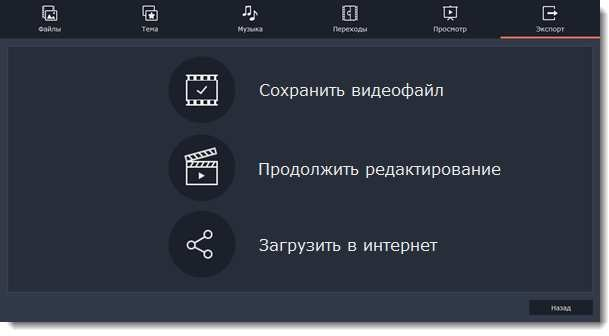 Файлы
Тема
Музыка
Переходы
Просмотр
Экспорт
Сохранить видеофайл
Продолжить редактирование
Загрузить в интернет
Назад